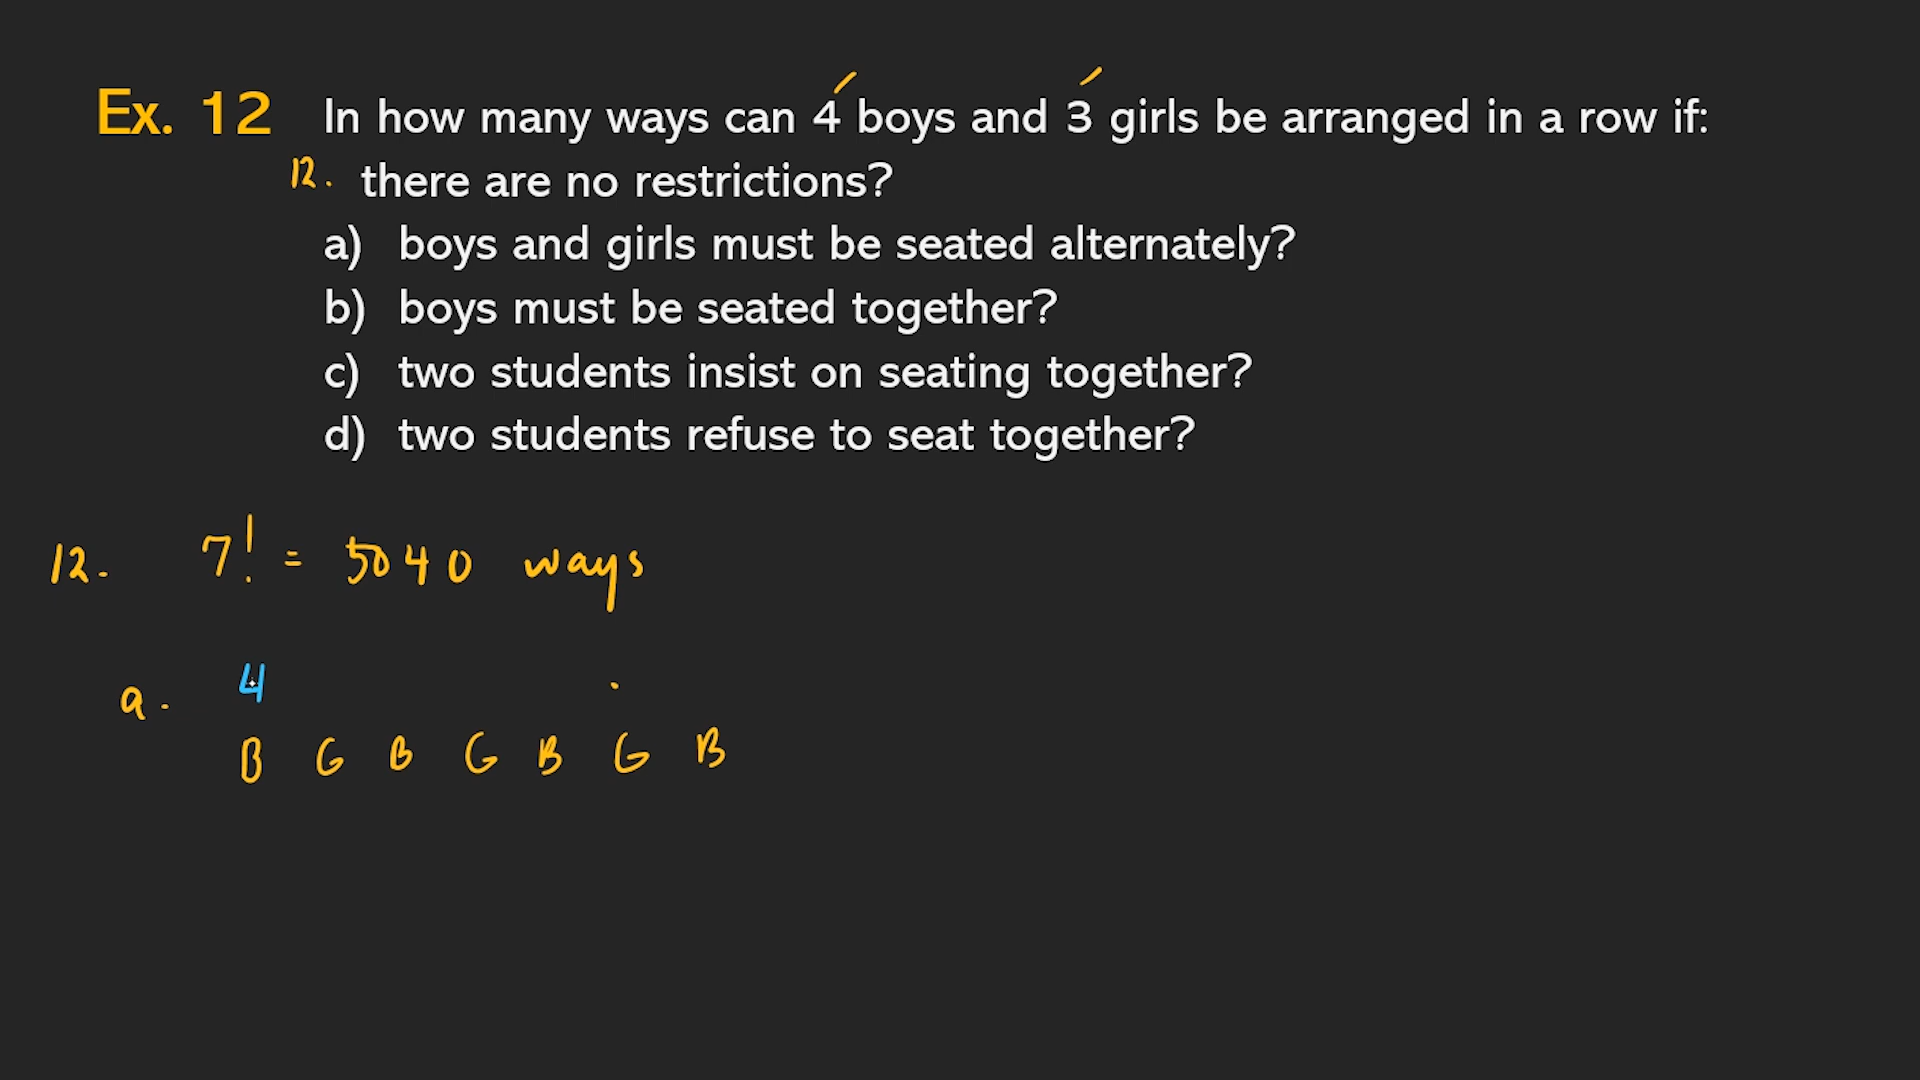 Ex. 12 In how many ways can 4 boys and 3 girls be arranged in a row if:
12. there are no restrictions?
a) boys and girls must be seated alternately?
b) boys must be seated together?
c) two students insist on seating together?
d) two students refuse to seat together?
12. 7! = 5040 ways
a. 4
B G B G B G B